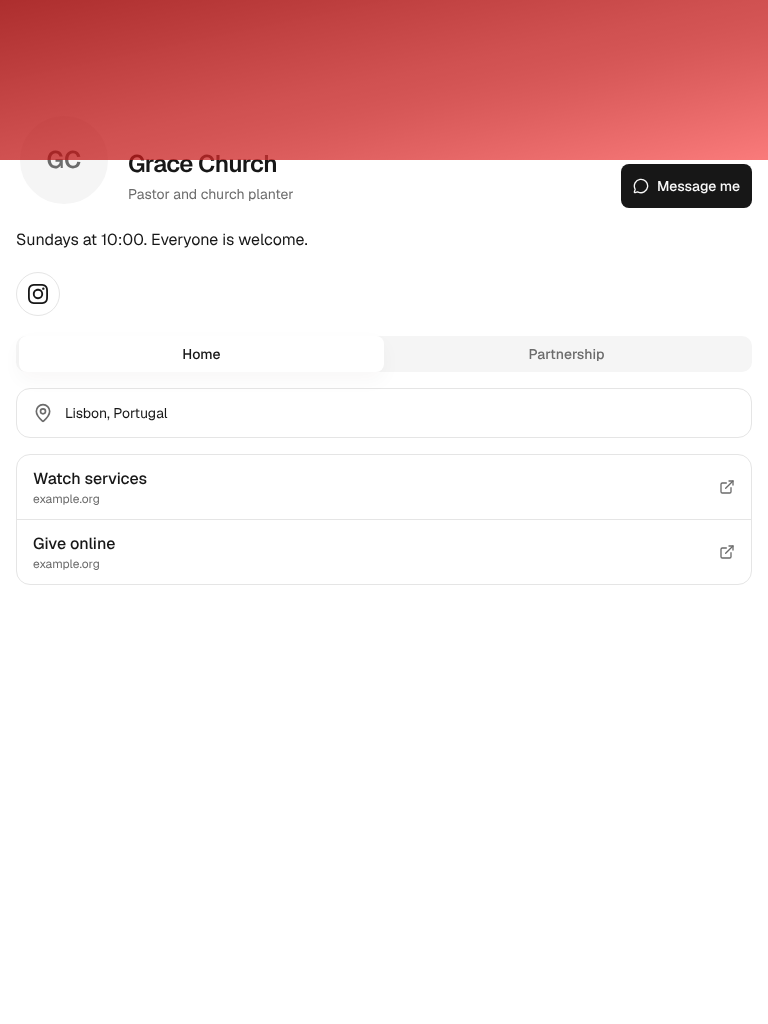 GC
Grace Church
Pastor and church planter
Message me
Sundays at 10:00. Everyone is welcome.
Home
Partnership
Lisbon, Portugal
Watch services
example.org
Give online
example.org